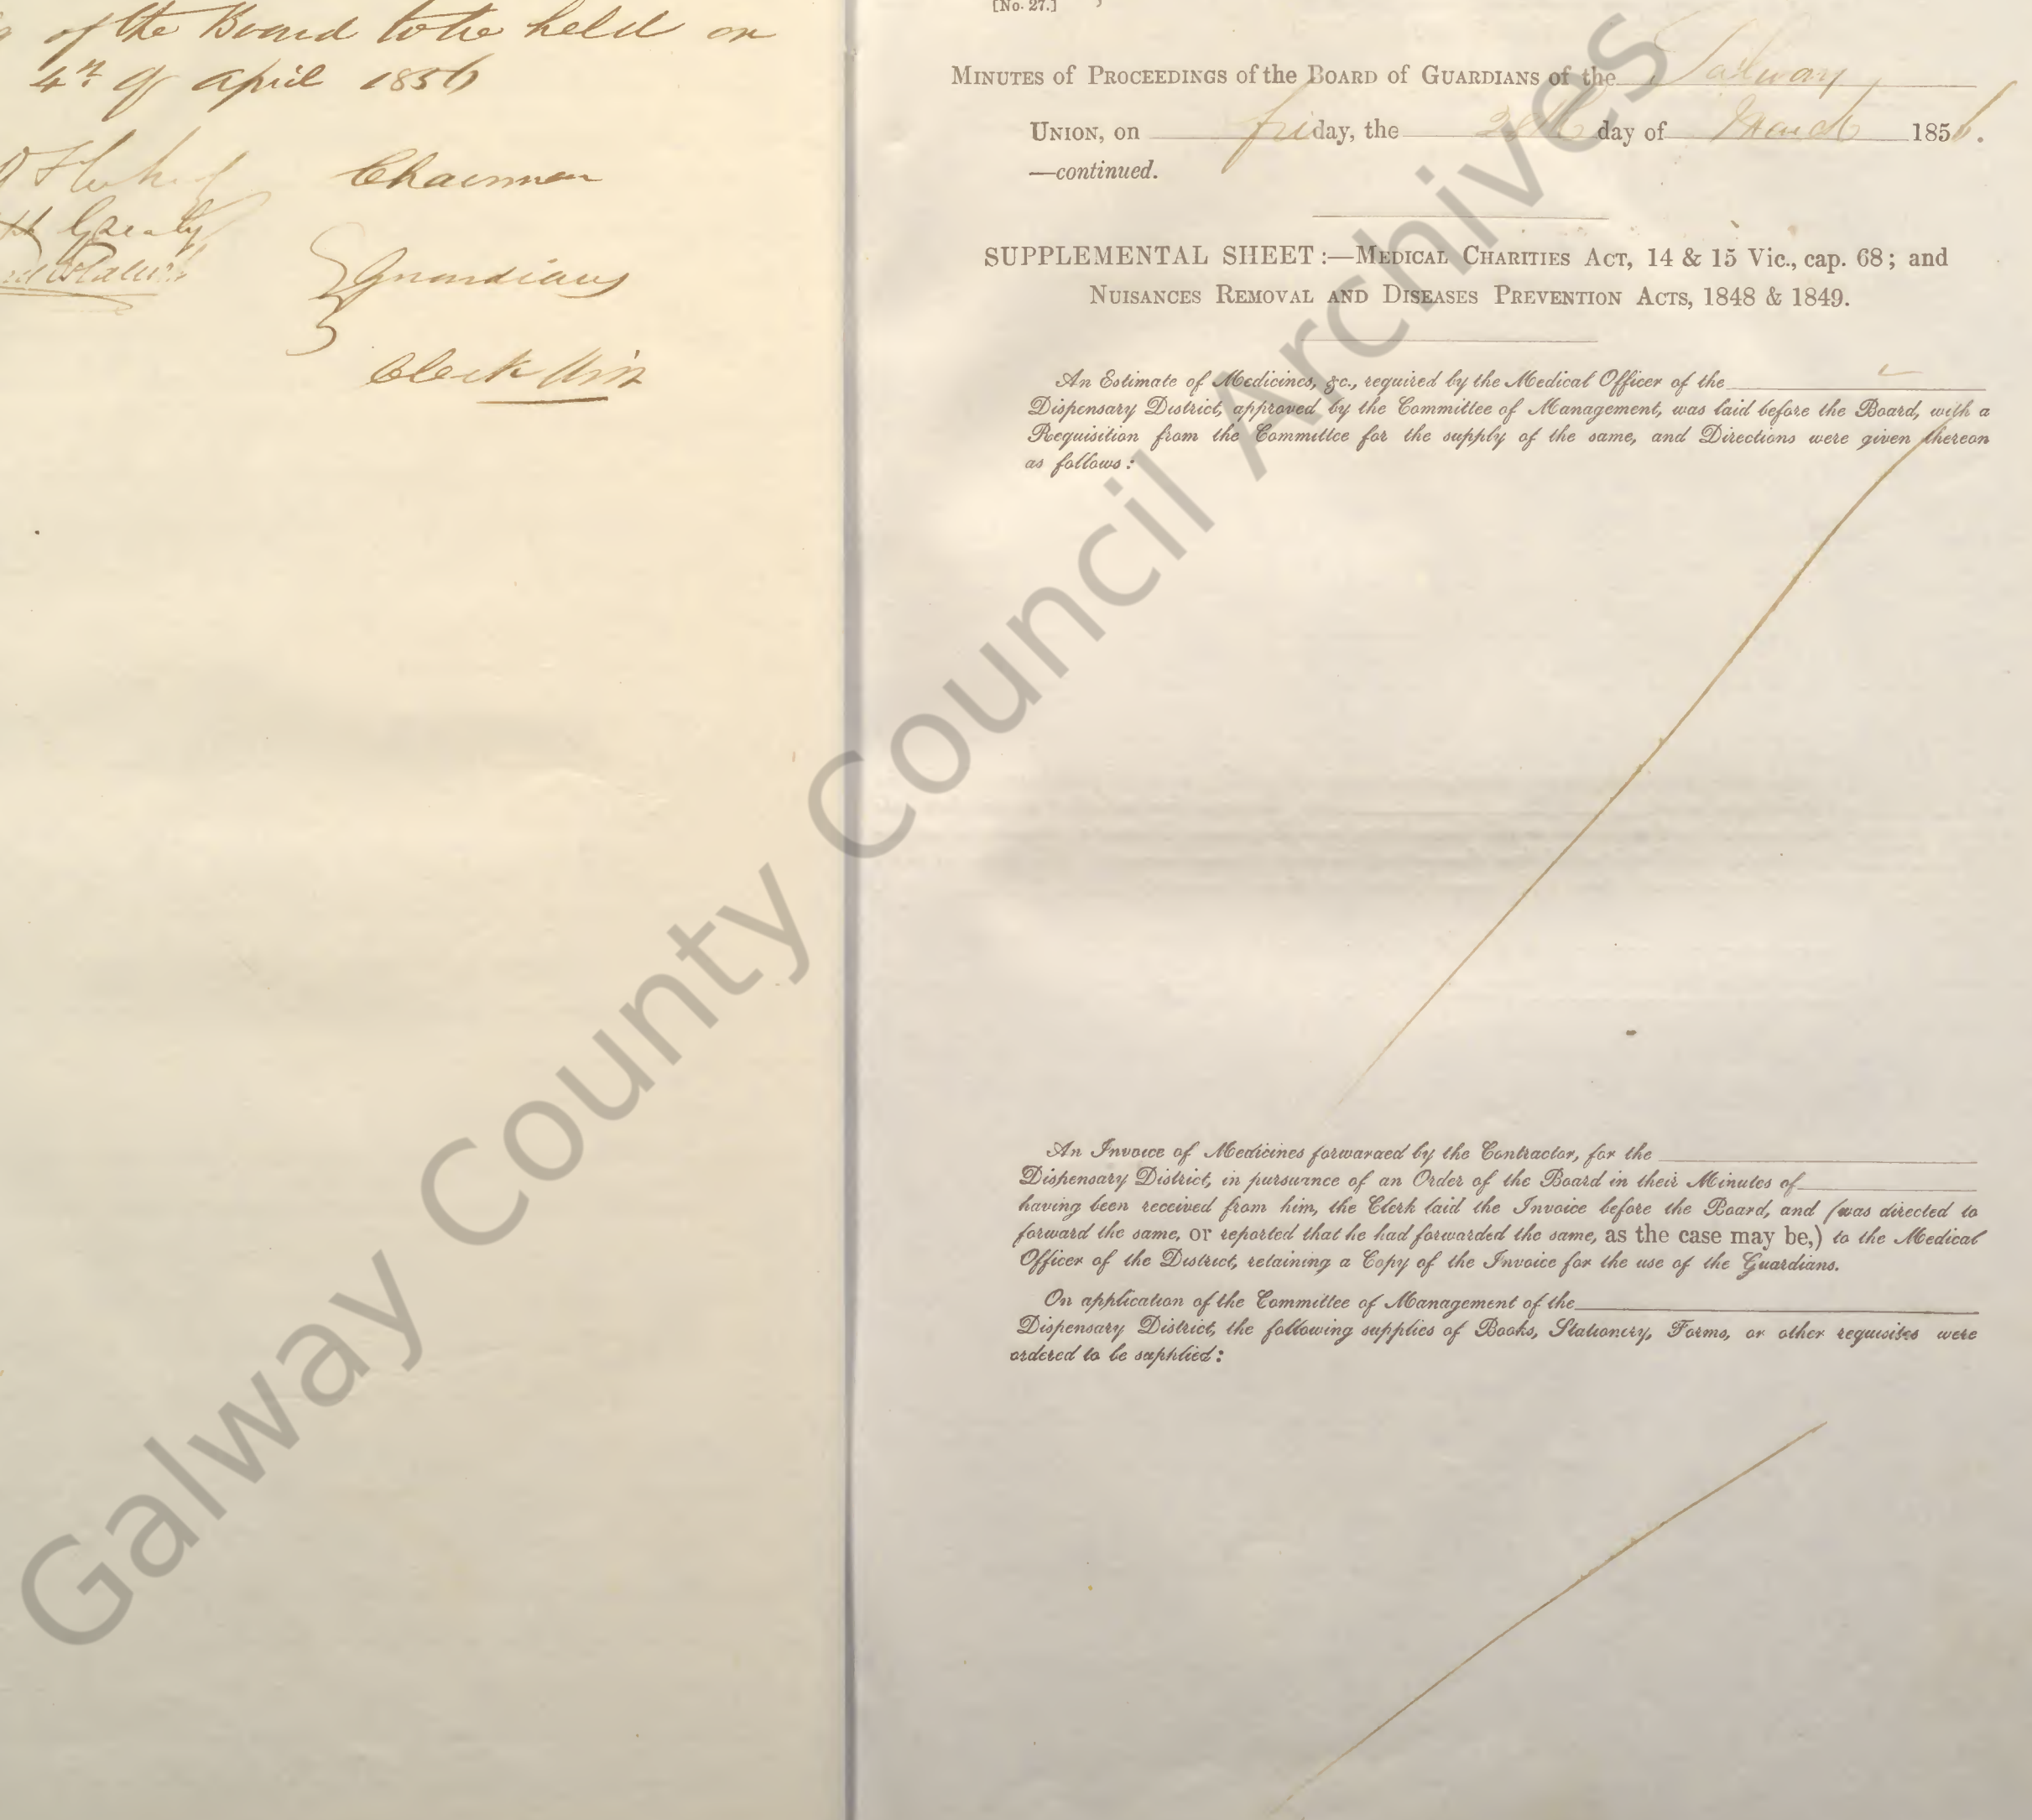 of the Board to be held on
4th of april 1856
Chairman
Grealy
Guardians
Clerk
[No. 27.]
MINUTES of PROCEEDINGS of the BOARD of GUARDIANS of the Galway
UNION, on friday, the 28th day of March 1856.
—continued.
SUPPLEMENTAL SHEET:—MEDICAL CHARITIES ACT, 14 & 15 Vic., cap. 68; and
NUISANCES REMOVAL AND DISEASES PREVENTION ACTS, 1848 & 1849.
An Estimate of Medicines, &c., required by the Medical Officer of the
Dispensary District, approved by the Committee of Management, was laid before the Board, with a
Requisition from the Committee for the supply of the same, and Directions were given thereon
as follows:
An Invoice of Medicines forwarded by the Contractor, for the
Dispensary District, in pursuance of an Order of the Board in their Minutes of
having been received from him, the Clerk laid the Invoice before the Board, and (was directed to
forward the same, or reported that he had forwarded the same, as the case may be,) to the Medical
Officer of the District, retaining a Copy of the Invoice for the use of the Guardians.
On application of the Committee of Management of the
Dispensary District, the following supplies of Books, Stationery, Forms, or other requisites were
ordered to be supplied:
Galway County Council Archives